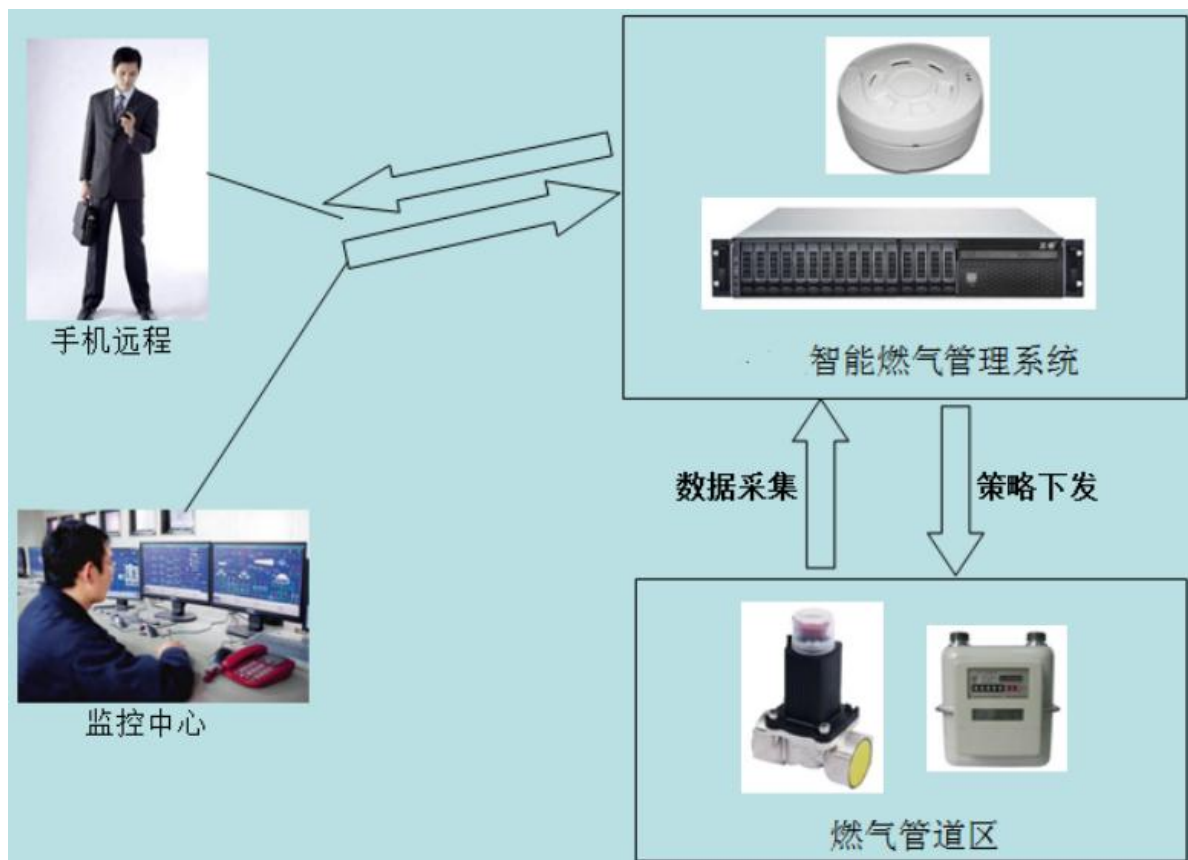 手机远程
智能燃气管理系统
数据采集
策略下发
监控中心
燃气管道区